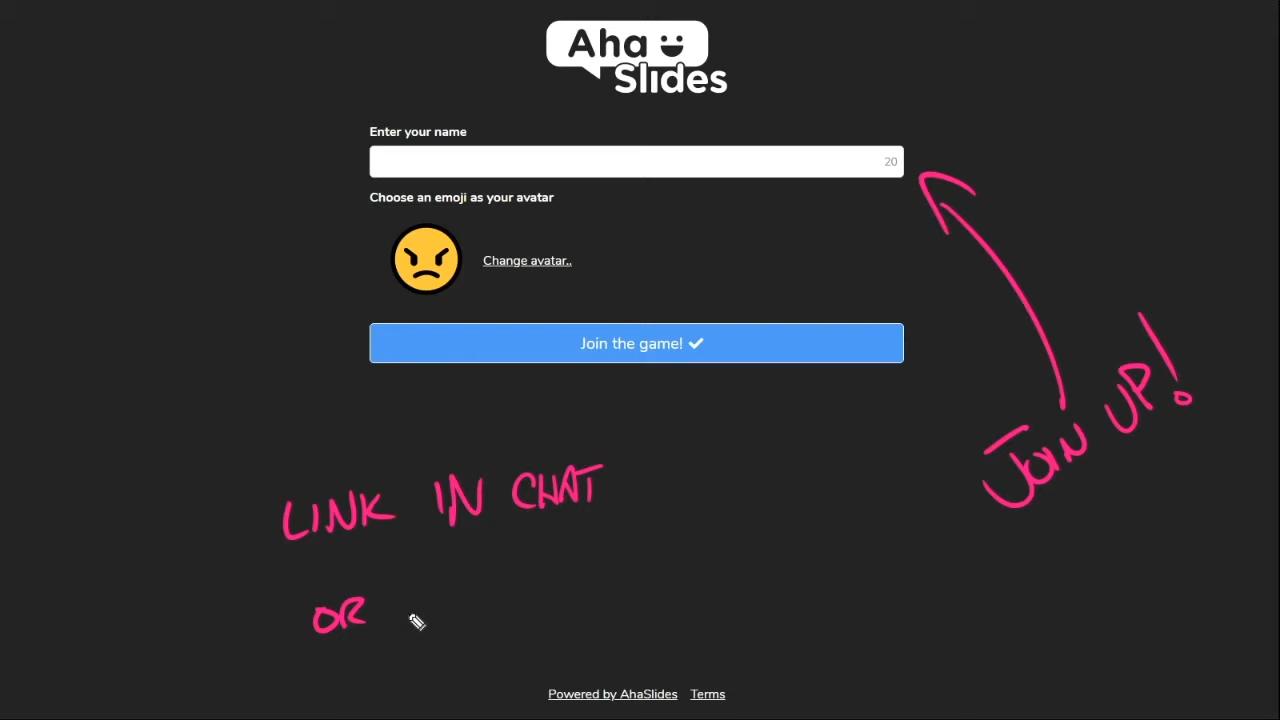 Aha
Slides
Enter your name
20
Choose an emoji as your avatar
Change avatar..
Join the game!
JOIN UP!
LINK IN CHAT
OR
Powered by AhaSlides Terms